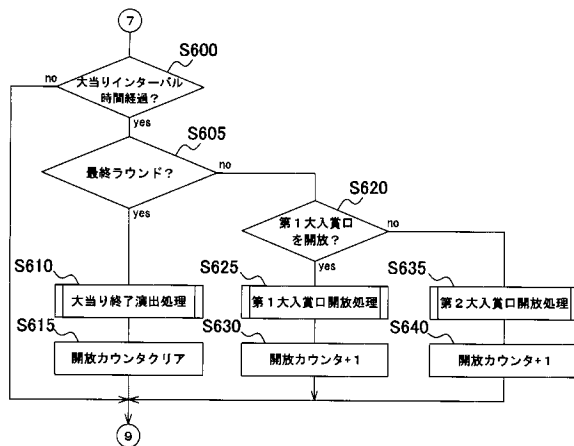 7
S600
大当りインターバル
時間経過？
no
yes
S605
最終ラウンド？
no
yes
S620
第１大入賞口
を開放？
no
yes
S610
大当り終了演出処理
S625
第１大入賞口開放処理
S635
第２大入賞口開放処理
S615
開放カウンタクリア
S630
開放カウンタ+１
S640
開放カウンタ+１
9